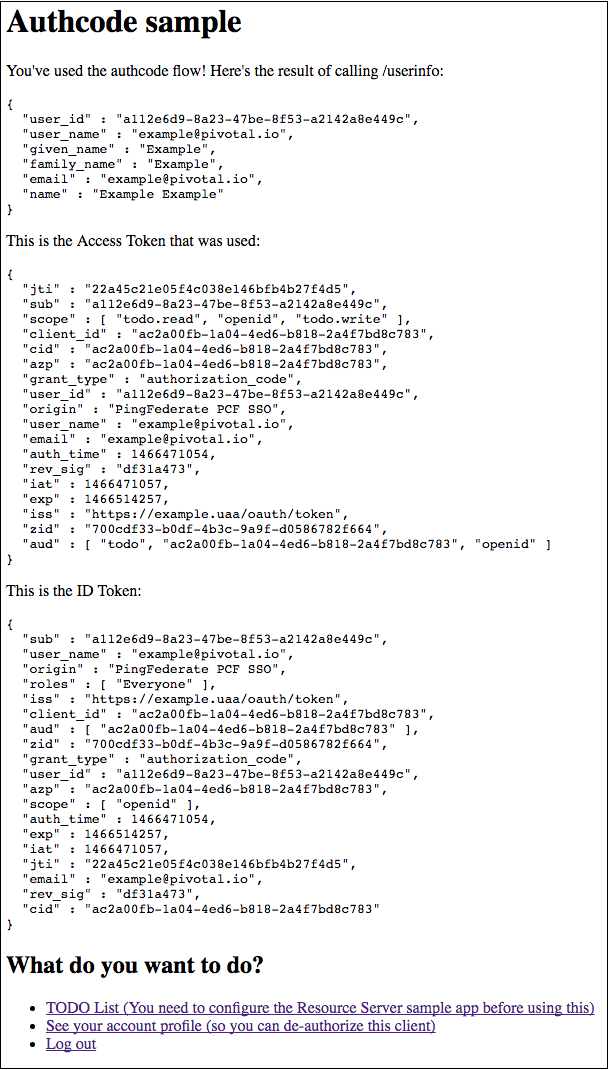 Authcode sample
You've used the authcode flow! Here's the result of calling /userinfo:
{
  "user_id" : "a112e6d9-8a23-47be-8f53-a2142a8e449c",
  "user_name" : "example@pivotal.io",
  "given_name" : "Example",
  "family_name" : "Example",
  "email" : "example@pivotal.io",
  "name" : "Example Example"
}
This is the Access Token that was used:
{
  "jti" : "22a45c21e05f4c038e146bfb4b27f4d5",
  "sub" : "a112e6d9-8a23-47be-8f53-a2142a8e449c",
  "scope" : [ "todo.read", "openid", "todo.write" ],
  "client_id" : "ac2a00fb-1a04-4ed6-b818-2a4f7bd8c783",
  "cid" : "ac2a00fb-1a04-4ed6-b818-2a4f7bd8c783",
  "azp" : "ac2a00fb-1a04-4ed6-b818-2a4f7bd8c783",
  "grant_type" : "authorization_code",
  "user_id" : "a112e6d9-8a23-47be-8f53-a2142a8e449c",
  "origin" : "PingFederate PCF SSO",
  "user_name" : "example@pivotal.io",
  "email" : "example@pivotal.io",
  "auth_time" : 1466471054,
  "rev_sig" : "df31a473",
  "iat" : 1466471057,
  "exp" : 1466514257,
  "iss" : "https://example.uaa/oauth/token",
  "zid" : "700cdf33-b0df-4b3c-9a9f-d0586782f664",
  "aud" : [ "todo", "ac2a00fb-1a04-4ed6-b818-2a4f7bd8c783", "openid" ]
}
This is the ID Token:
{
  "sub" : "a112e6d9-8a23-47be-8f53-a2142a8e449c",
  "user_name" : "example@pivotal.io",
  "origin" : "PingFederate PCF SSO",
  "roles" : [ "Everyone" ],
  "iss" : "https://example.uaa/oauth/token",
  "client_id" : "ac2a00fb-1a04-4ed6-b818-2a4f7bd8c783",
  "aud" : [ "ac2a00fb-1a04-4ed6-b818-2a4f7bd8c783" ],
  "zid" : "700cdf33-b0df-4b3c-9a9f-d0586782f664",
  "grant_type" : "authorization_code",
  "user_id" : "a112e6d9-8a23-47be-8f53-a2142a8e449c",
  "azp" : "ac2a00fb-1a04-4ed6-b818-2a4f7bd8c783",
  "scope" : [ "openid" ],
  "auth_time" : 1466471054,
  "exp" : 1466514257,
  "iat" : 1466471057,
  "jti" : "22a45c21e05f4c038e146bfb4b27f4d5",
  "email" : "example@pivotal.io",
  "rev_sig" : "df31a473",
  "cid" : "ac2a00fb-1a04-4ed6-b818-2a4f7bd8c783"
}
What do you want to do?
• TODO List (You need to configure the Resource Server sample app before using this)
• See your account profile (so you can de-authorize this client)
• Log out